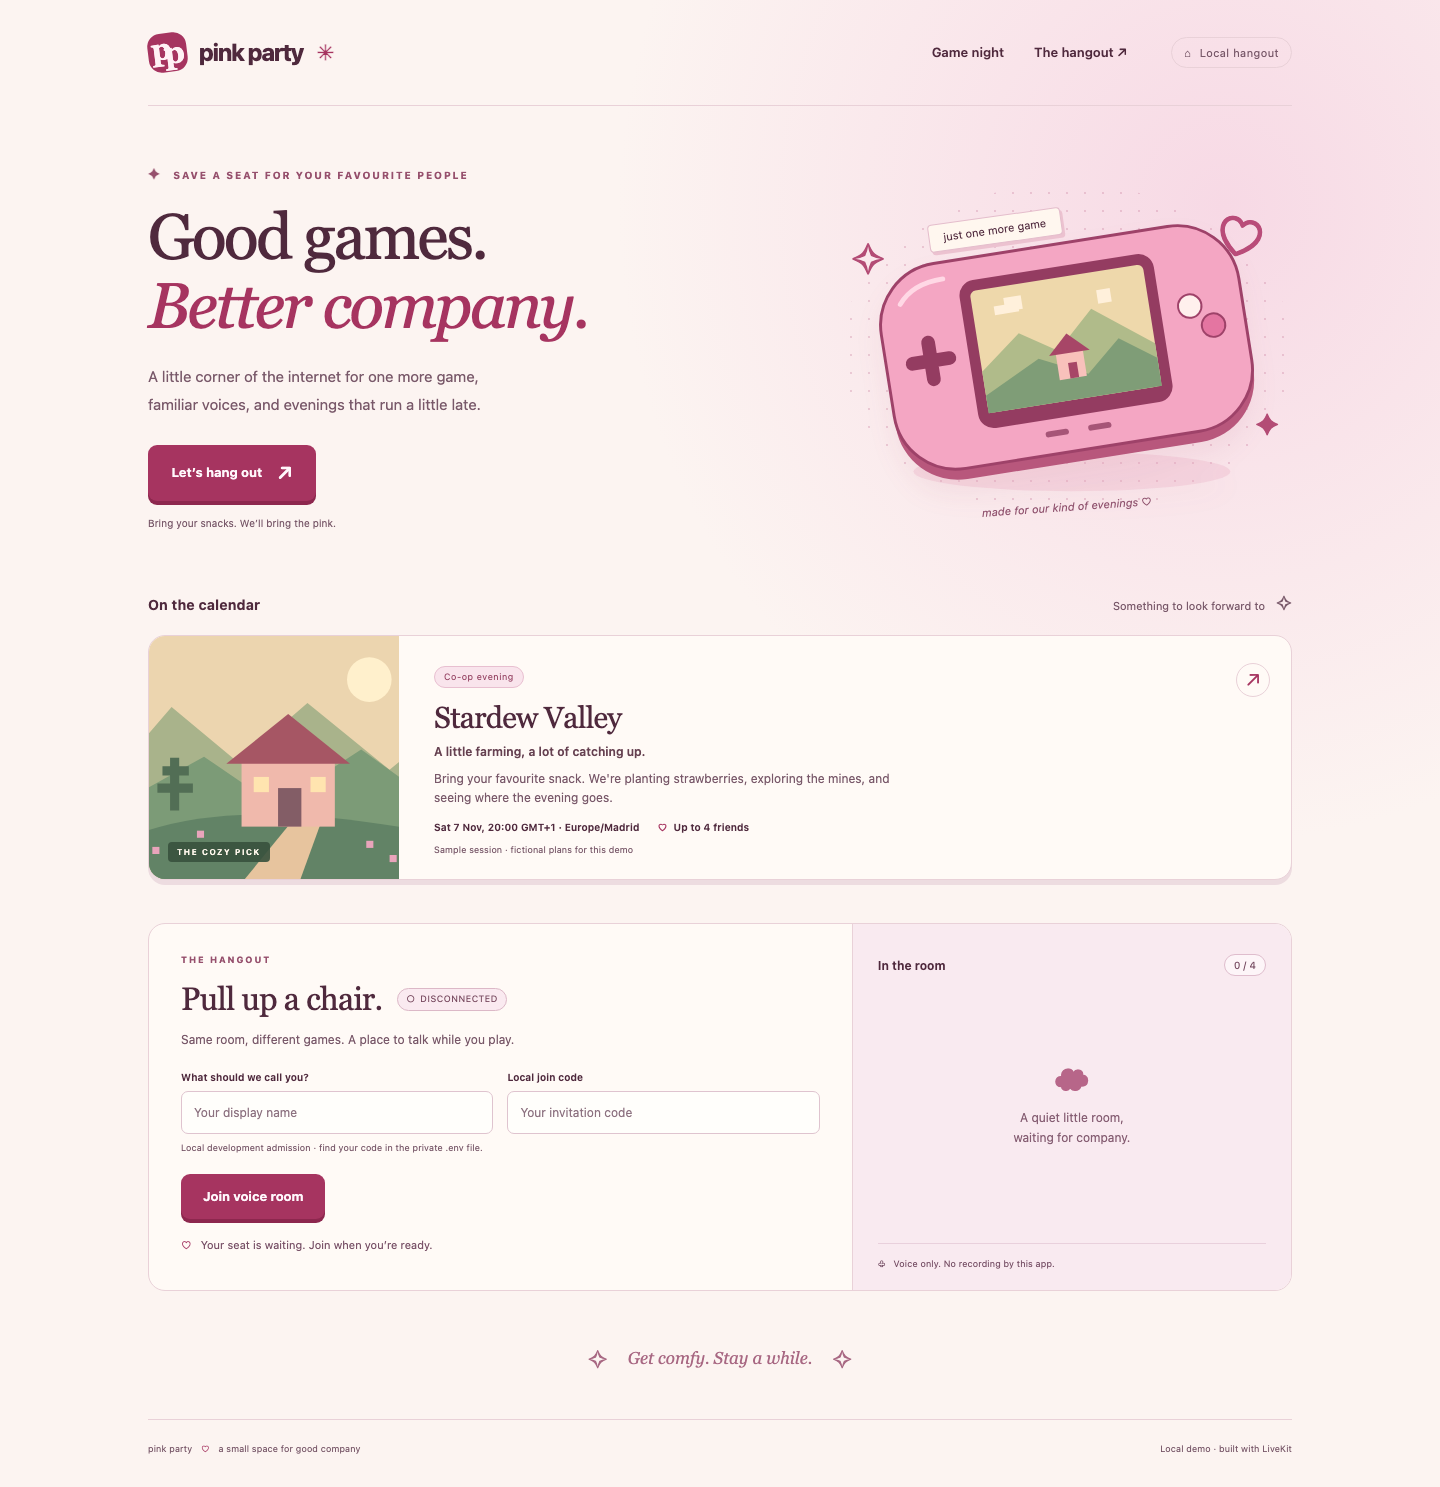 pp pink party
Game night
The hangout ↗
⌂ Local hangout
SAVE A SEAT FOR YOUR FAVOURITE PEOPLE
Good games.
Better company.
A little corner of the internet for one more game,
familiar voices, and evenings that run a little late.
Let's hang out ↗
Bring your snacks. We'll bring the pink.
just one more game
made for our kind of evenings ♡
On the calendar
Something to look forward to
THE COZY PICK
Co-op evening
Stardew Valley
A little farming, a lot of catching up.
Bring your favourite snack. We're planting strawberries, exploring the mines, and
seeing where the evening goes.
Sat 7 Nov, 20:00 GMT+1 · Europe/Madrid ♡ Up to 4 friends
Sample session · fictional plans for this demo
THE HANGOUT
Pull up a chair.
DISCONNECTED
Same room, different games. A place to talk while you play.
What should we call you?
Your display name
Local join code
Your invitation code
Local development admission · find your code in the private .env file.
Join voice room
♡ Your seat is waiting. Join when you're ready.
In the room
0 / 4
A quiet little room,
waiting for company.
Voice only. No recording by this app.
Get comfy. Stay a while.
pink party ♡ a small space for good company
Local demo · built with LiveKit